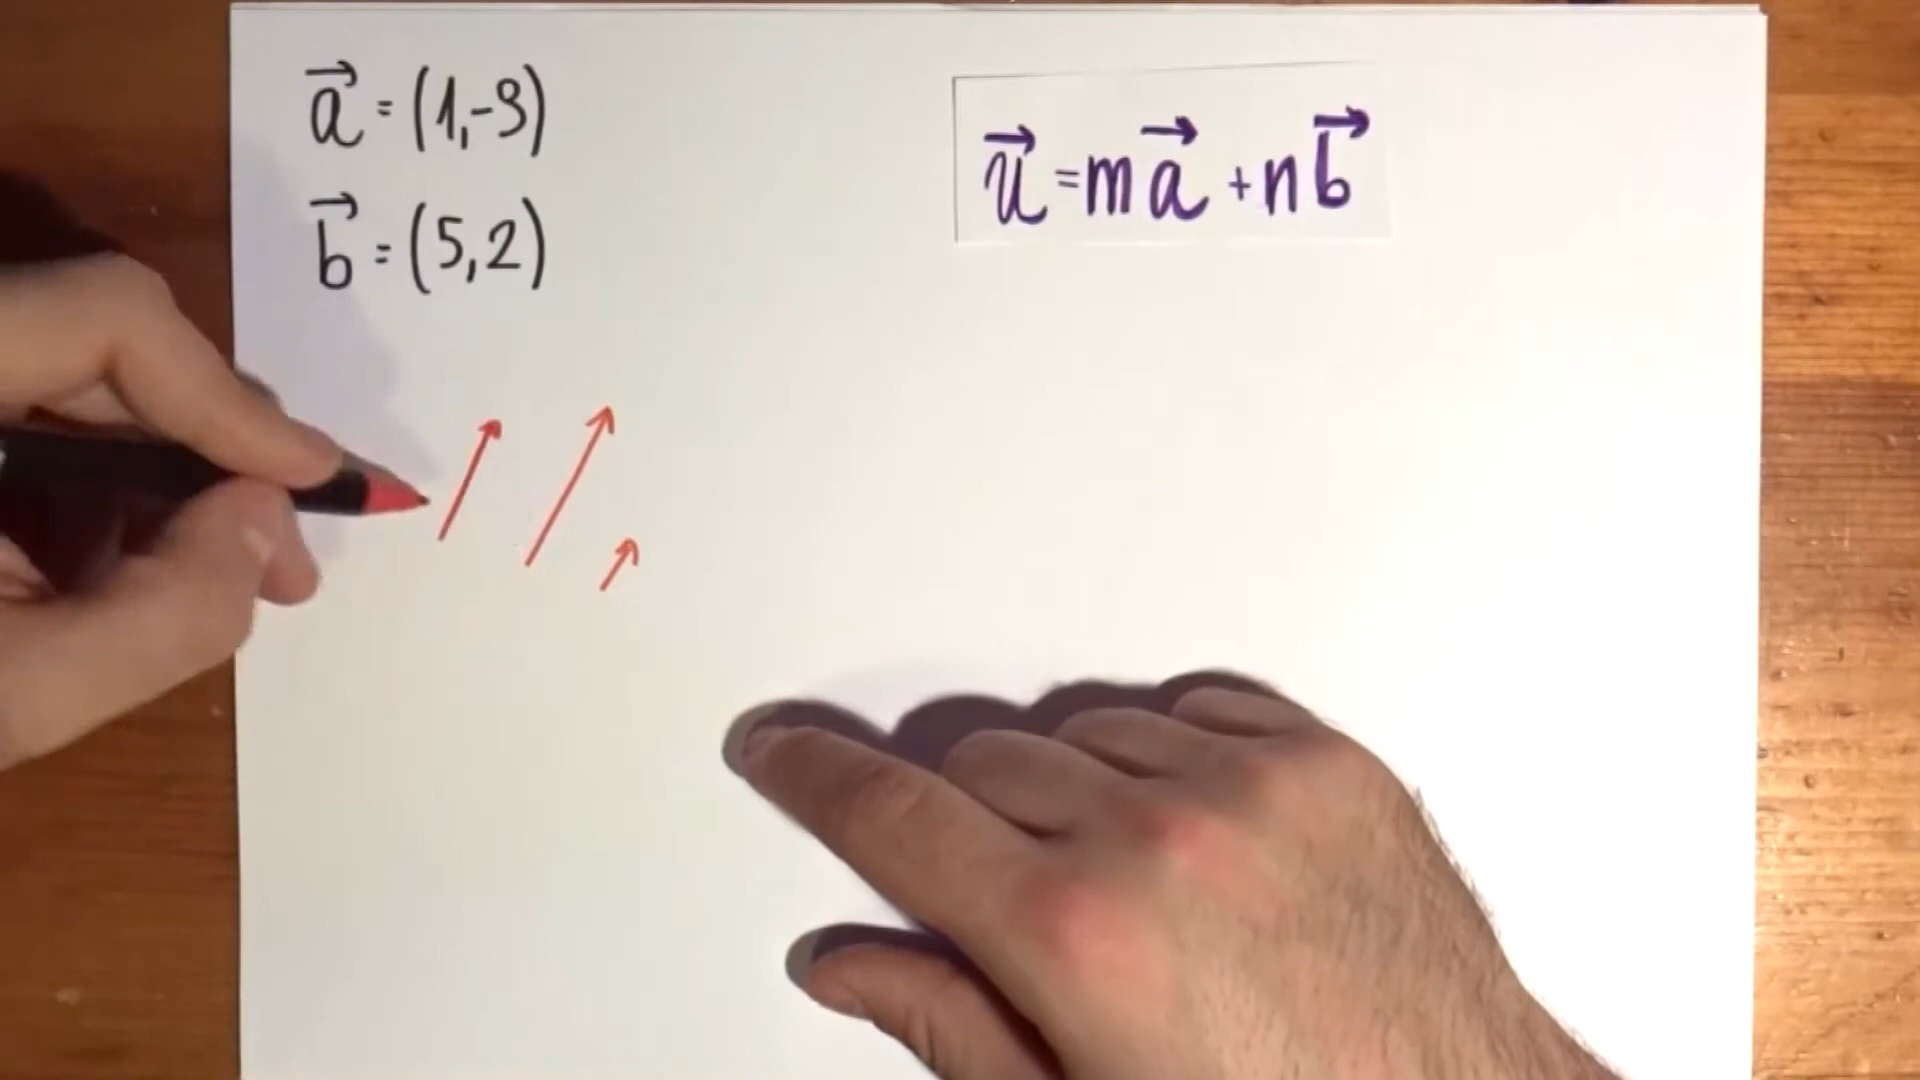 a⃗ = (1,-3)
b⃗ = (5,2)
u⃗ = ma⃗ + nb⃗